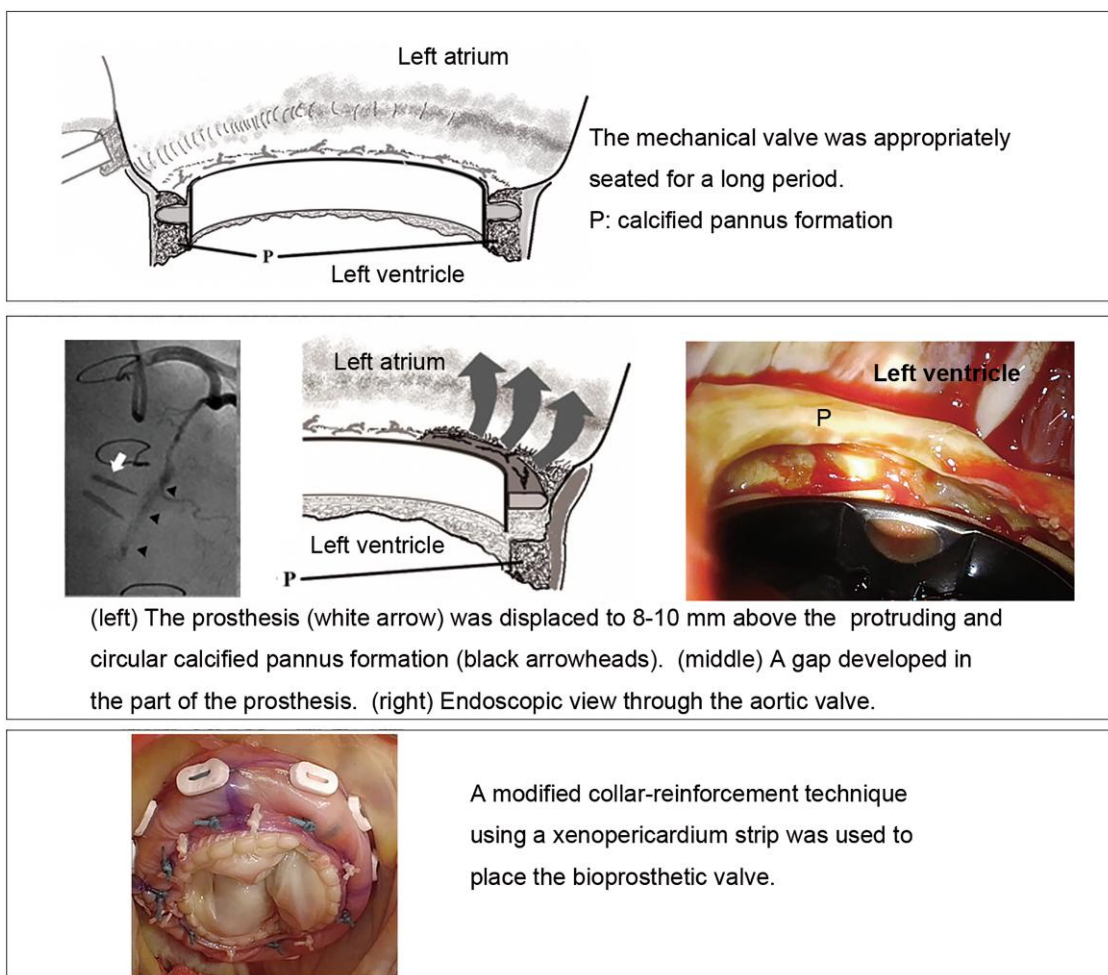 Left atrium
The mechanical valve was appropriately
seated for a long period.
P: calcified pannus formation
P
Left ventricle
Left atrium
Left ventricle
P
Left ventricle
P
(left) The prosthesis (white arrow) was displaced to 8-10 mm above the protruding and
circular calcified pannus formation (black arrowheads). (middle) A gap developed in
the part of the prosthesis. (right) Endoscopic view through the aortic valve.
A modified collar-reinforcement technique
using a xenopericardium strip was used to
place the bioprosthetic valve.